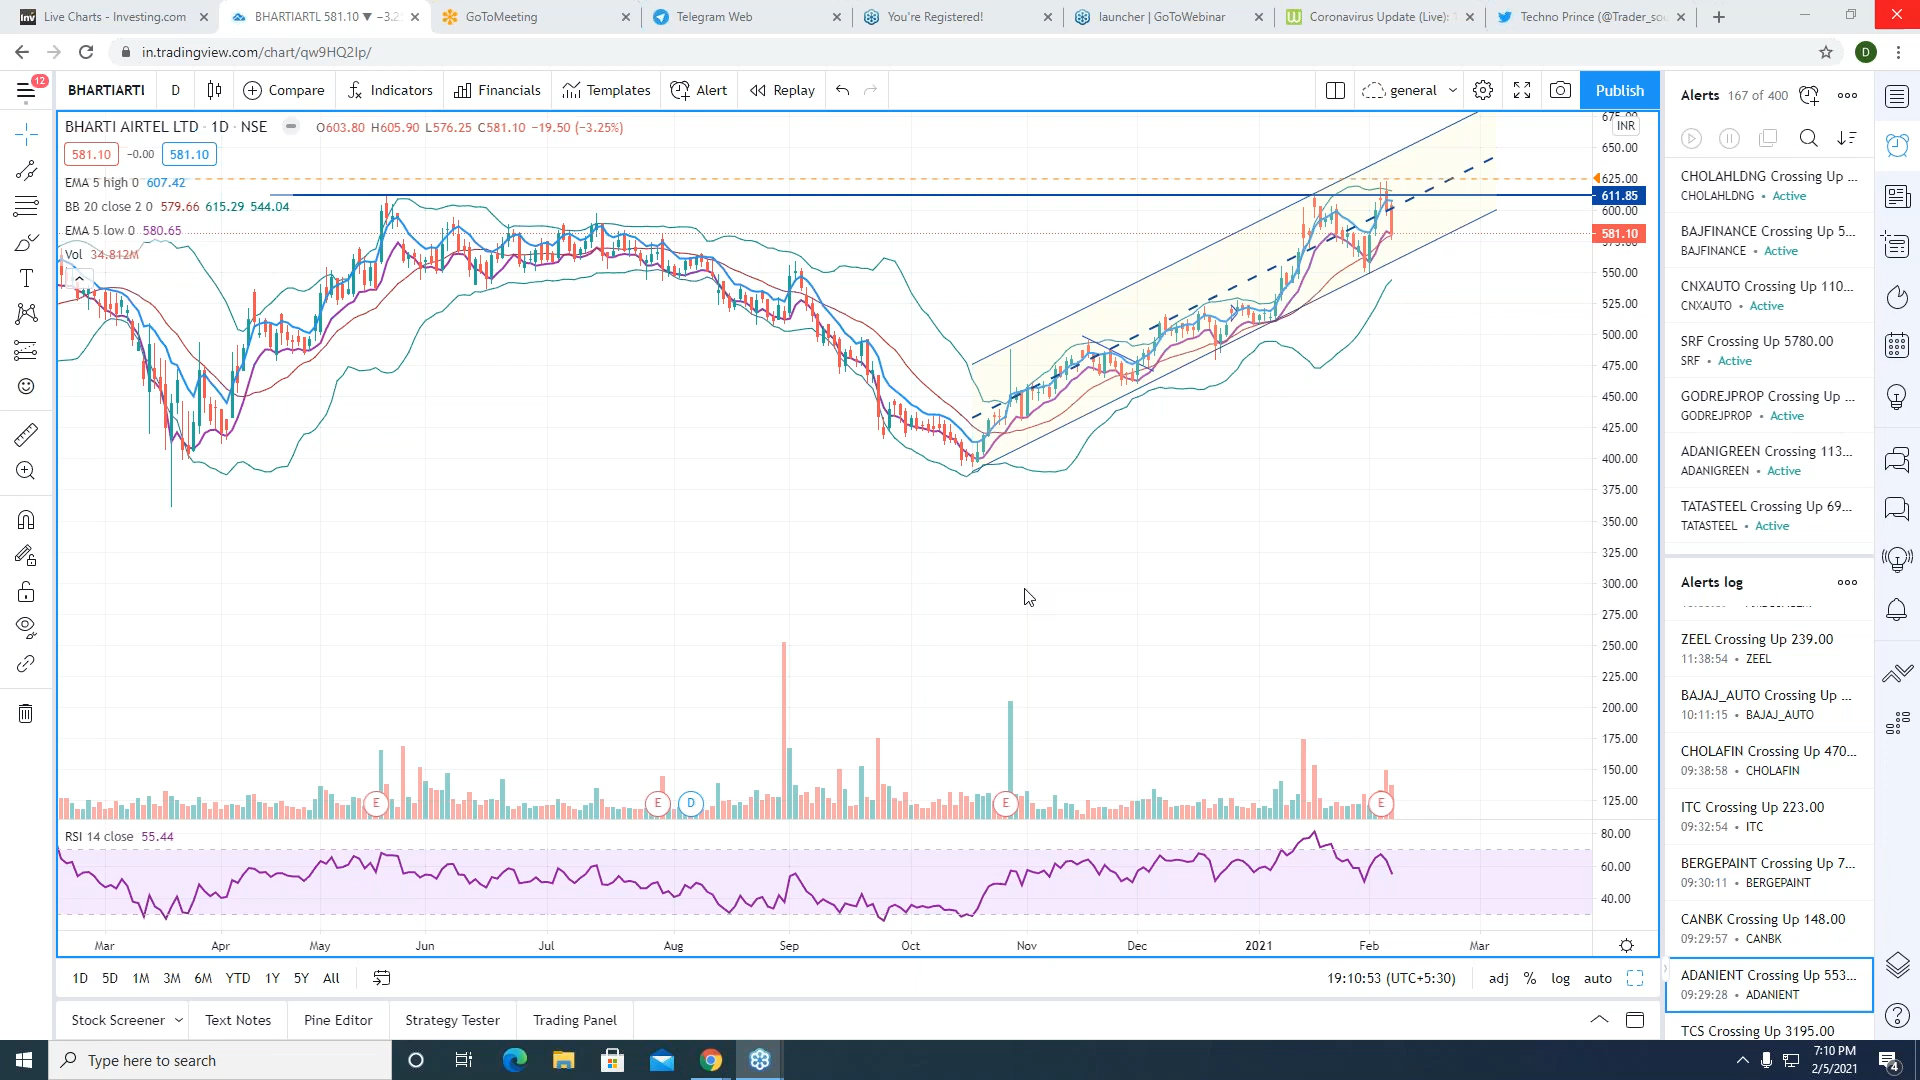 Live Charts - Investing.com
BHARTIARTL 581.10 ▼ −3.2
GoToMeeting
Telegram Web
You're Registered!
launcher | GoToWebinar
Coronavirus Update (Live):
Techno Prince (@Trader_so
in.tradingview.com/chart/qw9HQ2Ip/
D
12
BHARTIARTI
D
Compare
Indicators
Financials
Templates
Alert
Replay
general
Publish
BHARTI AIRTEL LTD · 1D · NSE
O603.80 H605.90 L576.25 C581.10 −19.50 (−3.25%)
581.10 −0.00 581.10
EMA 5 high 0 607.42
BB 20 close 2 0 579.66 615.29 544.04
EMA 5 low 0 580.65
Vol 34.812M
INR
675.00
650.00
625.00
611.85
600.00
581.10
575.00
550.00
525.00
500.00
475.00
450.00
425.00
400.00
375.00
350.00
325.00
300.00
275.00
250.00
225.00
200.00
175.00
150.00
125.00
E
E
D
E
E
RSI 14 close 55.44
80.00
60.00
40.00
Mar Apr May Jun Jul Aug Sep Oct Nov Dec 2021 Feb Mar
1D 5D 1M 3M 6M YTD 1Y 5Y All
19:10:53 (UTC+5:30) adj % log auto
Stock Screener
Text Notes
Pine Editor
Strategy Tester
Trading Panel
Alerts 167 of 400
CHOLAHLDNG Crossing Up ...
CHOLAHLDNG • Active
BAJFINANCE Crossing Up 5...
BAJFINANCE • Active
CNXAUTO Crossing Up 110...
CNXAUTO • Active
SRF Crossing Up 5780.00
SRF • Active
GODREJPROP Crossing Up ...
GODREJPROP • Active
ADANIGREEN Crossing 113...
ADANIGREEN • Active
TATASTEEL Crossing Up 69...
TATASTEEL • Active
Alerts log
ZEEL Crossing Up 239.00
11:38:54 • ZEEL
BAJAJ_AUTO Crossing Up ...
10:11:15 • BAJAJ_AUTO
CHOLAFIN Crossing Up 470...
09:38:58 • CHOLAFIN
ITC Crossing Up 223.00
09:32:54 • ITC
BERGEPAINT Crossing Up 7...
09:30:11 • BERGEPAINT
CANBK Crossing Up 148.00
09:29:57 • CANBK
ADANIENT Crossing Up 553...
09:29:28 • ADANIENT
TCS Crossing Up 3195.00
Type here to search
7:10 PM
2/5/2021
4